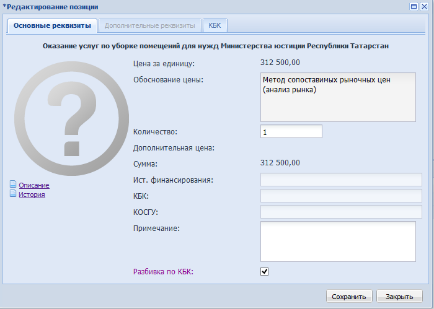 *Редактирование позиции
Основные реквизиты
Дополнительные реквизиты
КБК
Оказание услуг по уборке помещений для нужд Министерства юстиции Республики Татарстан
Цена за единицу: 312 500,00
Обоснование цены: Метод сопоставимых рыночных цен
(анализ рынка)
Количество: 1
Дополнительная цена:
Сумма: 312 500,00
Ист. финансирования:
КБК:
КОСГУ:
Примечание:
Разбивка по КБК:
Описание
История
Сохранить
Закрыть